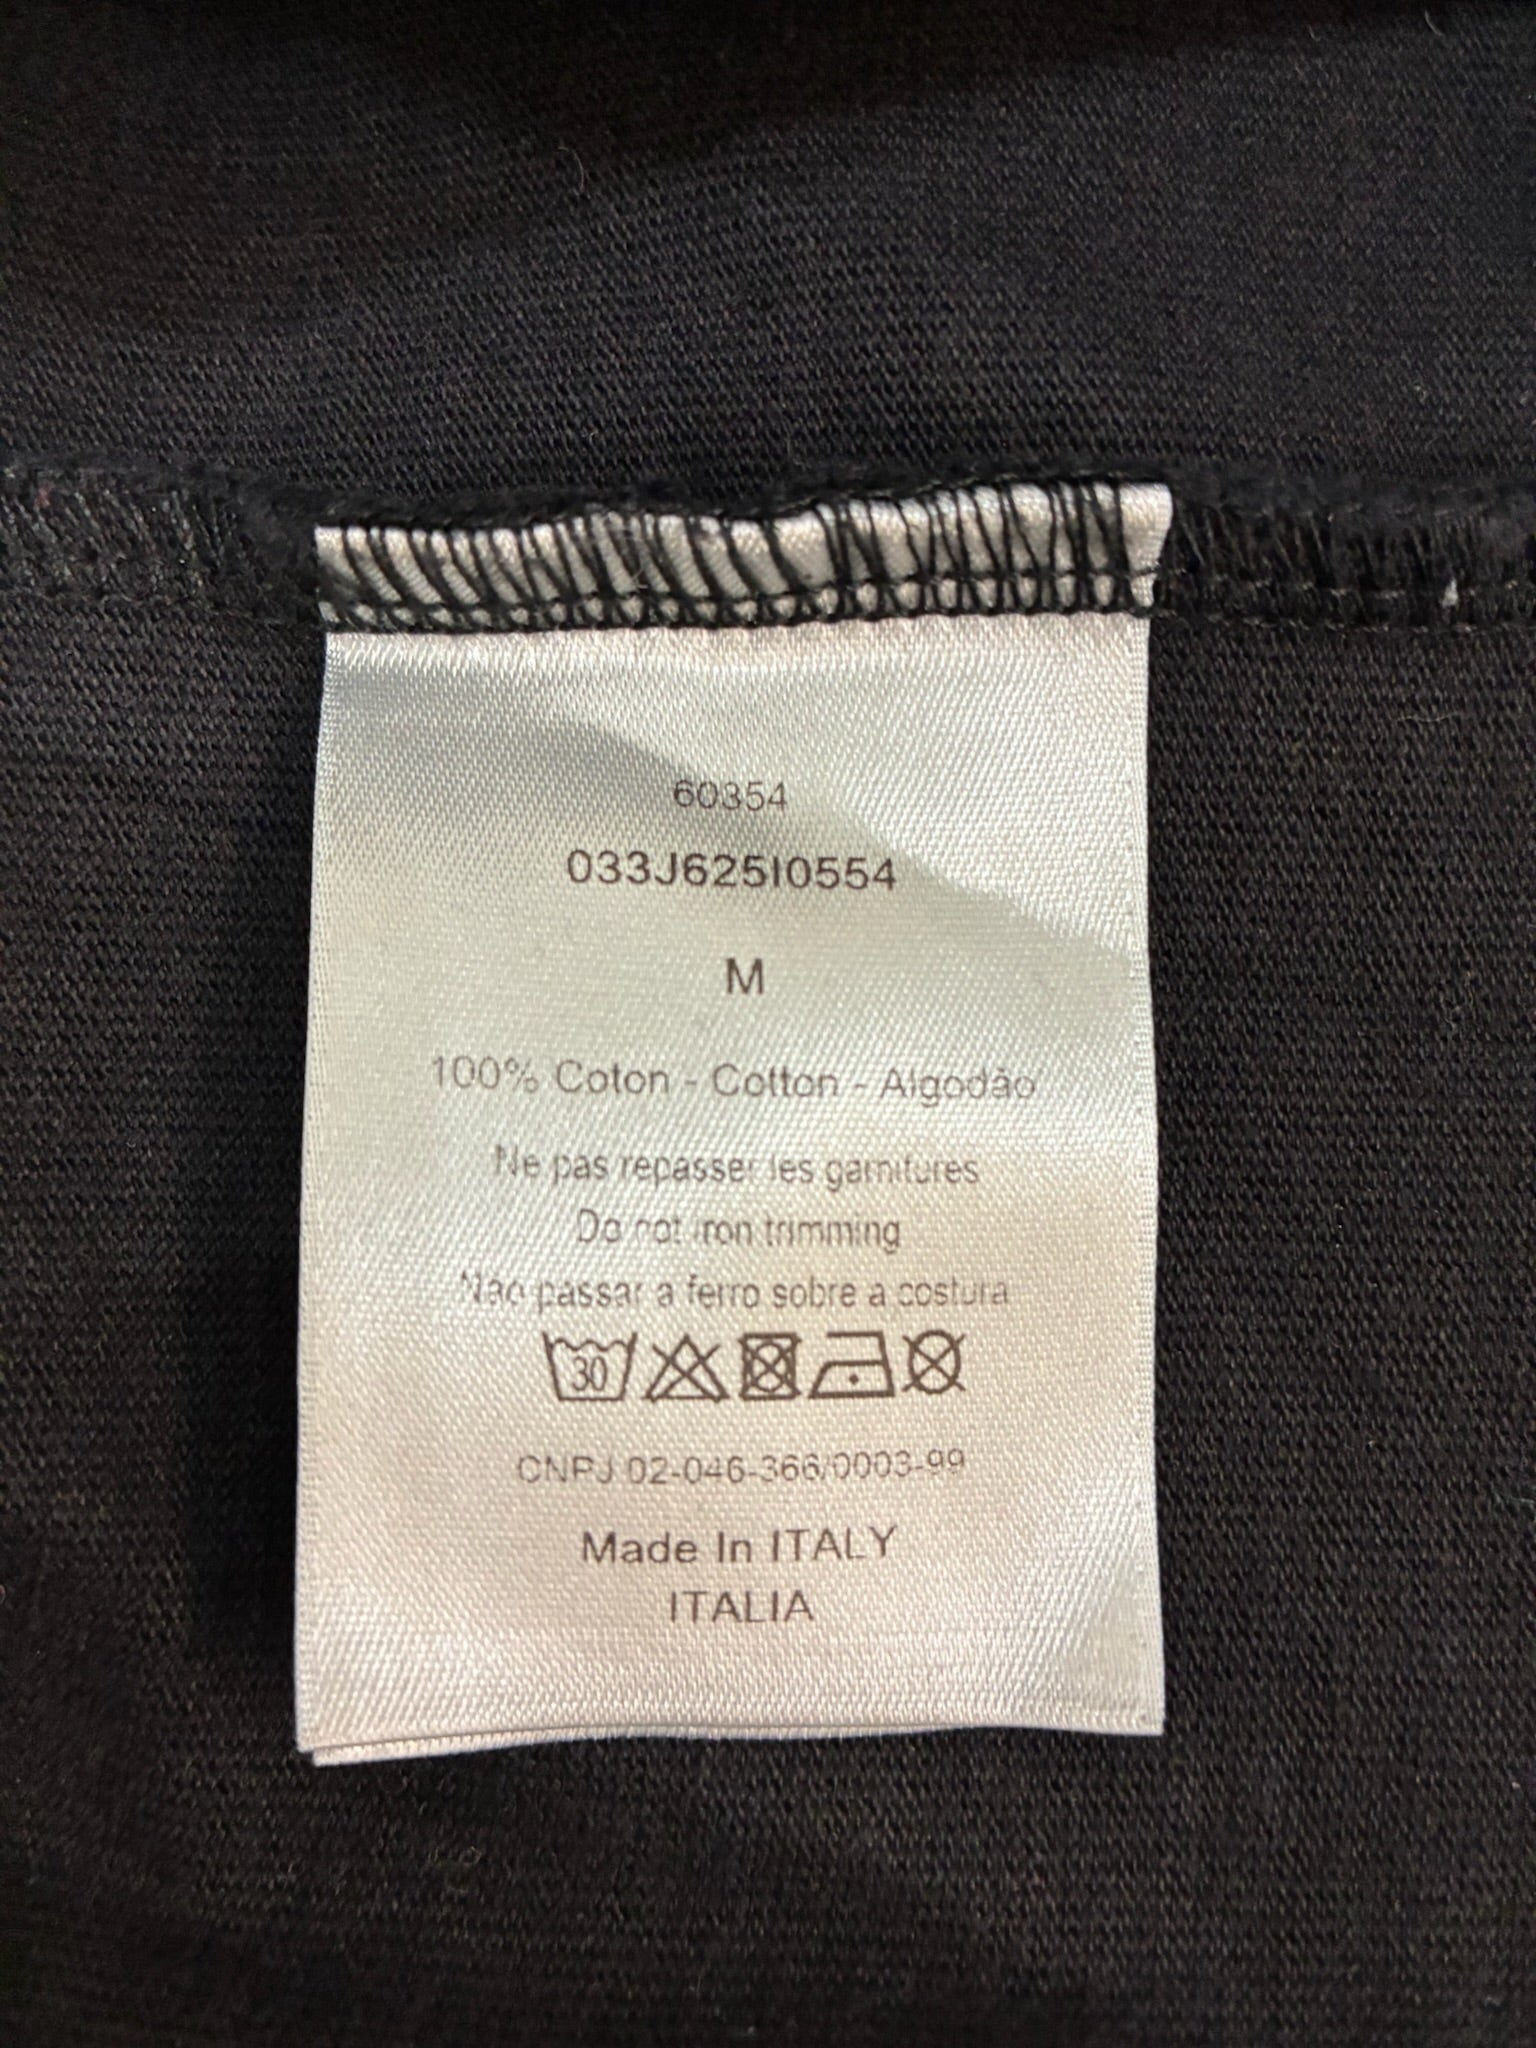 60354
033J625I0554
M
100% Coton - Cotton - Algodão
Ne pas repasser les garnitures
Do not iron trimming
Não passar a ferro sobre a costura
30
CNPJ 02-046-366/0003-99
Made In ITALY
ITALIA